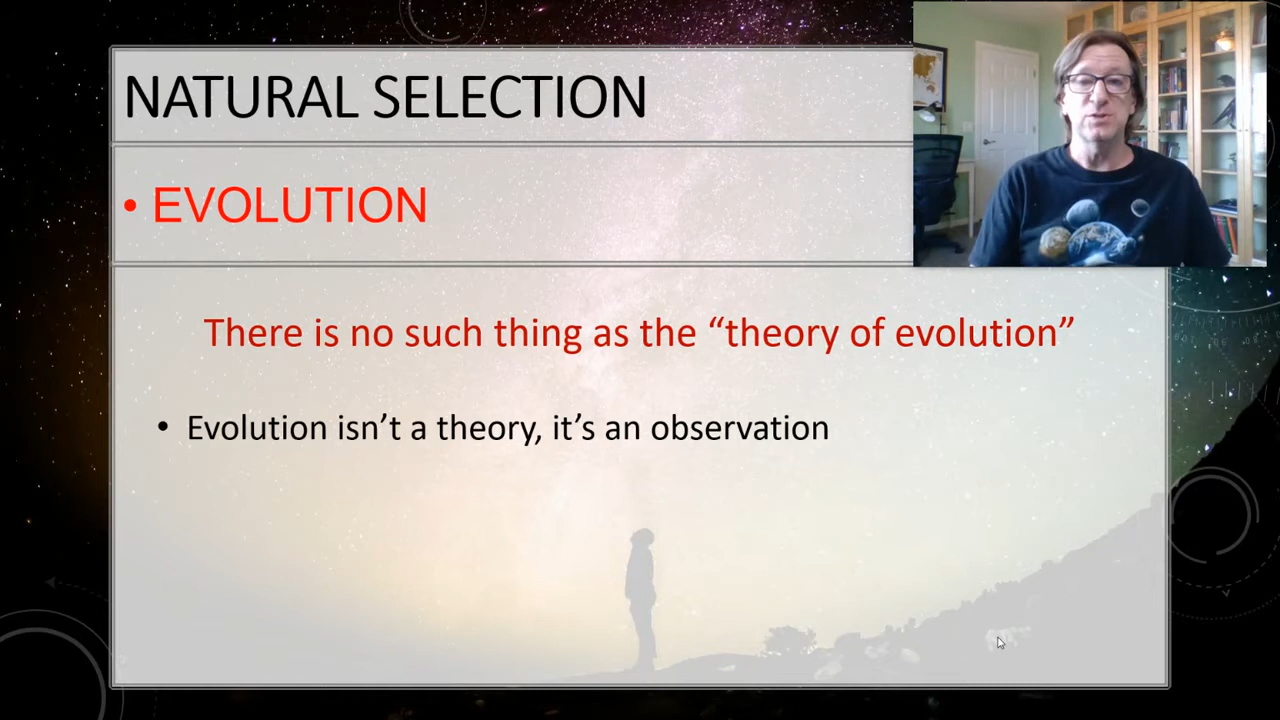 NATURAL SELECTION
• EVOLUTION
There is no such thing as the “theory of evolution”
• Evolution isn’t a theory, it’s an observation